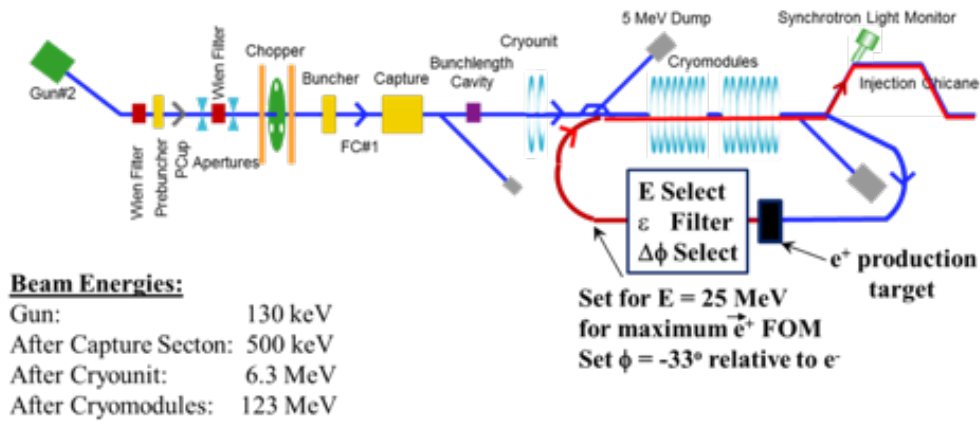 5 MeV Dump
Synchrotron Light Monitor
Gun#2
Wien Filter
Prebuncher
PCup
Apertures
Wien Filter
Chopper
Buncher
FC#1
Capture
Bunchlength
Cavity
Cryounit
Cryomodules
Injection Chicane
E Select
ε Filter
Δϕ Select
e⁺ production
target
Set for E = 25 MeV
for maximum e⃗⁺ FOM
Set ϕ = -33° relative to e⁻
Beam Energies:
Gun: 130 keV
After Capture Secton: 500 keV
After Cryounit: 6.3 MeV
After Cryomodules: 123 MeV